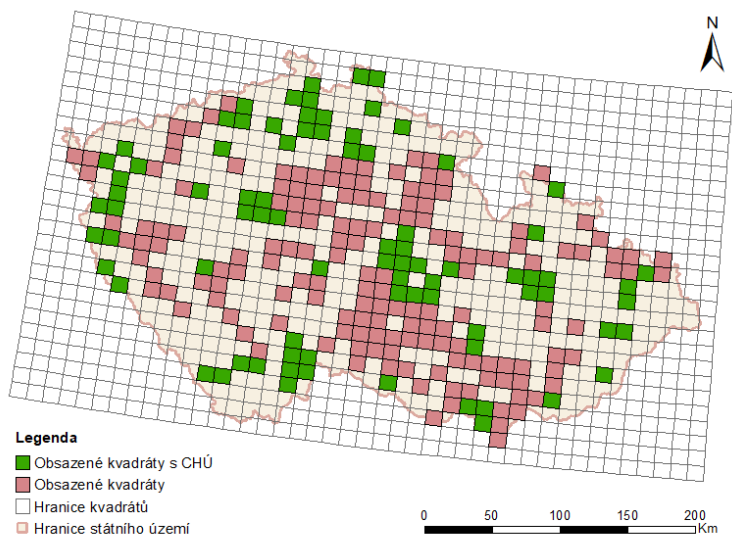 N
Legenda
Obsazené kvadráty s CHÚ
Obsazené kvadráty
Hranice kvadrátů
Hranice státního území
0 50 100 150 200
Km